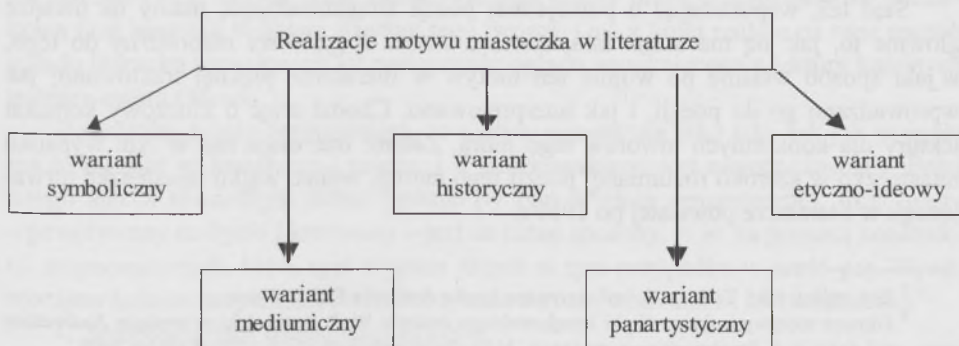 Realizacje motywu miasteczka w literaturze
wariant
symboliczny
wariant
historyczny
wariant
etyczno-ideowy
wariant
mediumiczny
wariant
panartystyczny